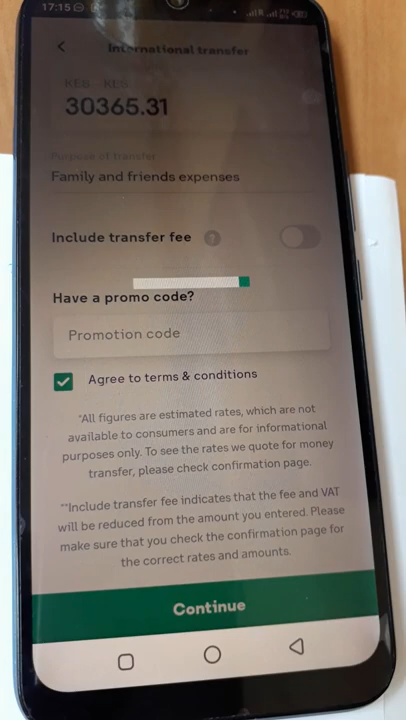 17:15
International transfer
KES - KES
30365.31
Purpose of transfer
Family and friends expenses
Include transfer fee ?
Have a promo code?
Promotion code
Agree to terms & conditions
*All figures are estimated rates, which are not
available to consumers and are for informational
purposes only. To see the rates we quote for money
transfer, please check confirmation page.
**Include transfer fee indicates that the fee and VAT
will be reduced from the amount you entered. Please
make sure that you check the confirmation page for
the correct rates and amounts.
Continue